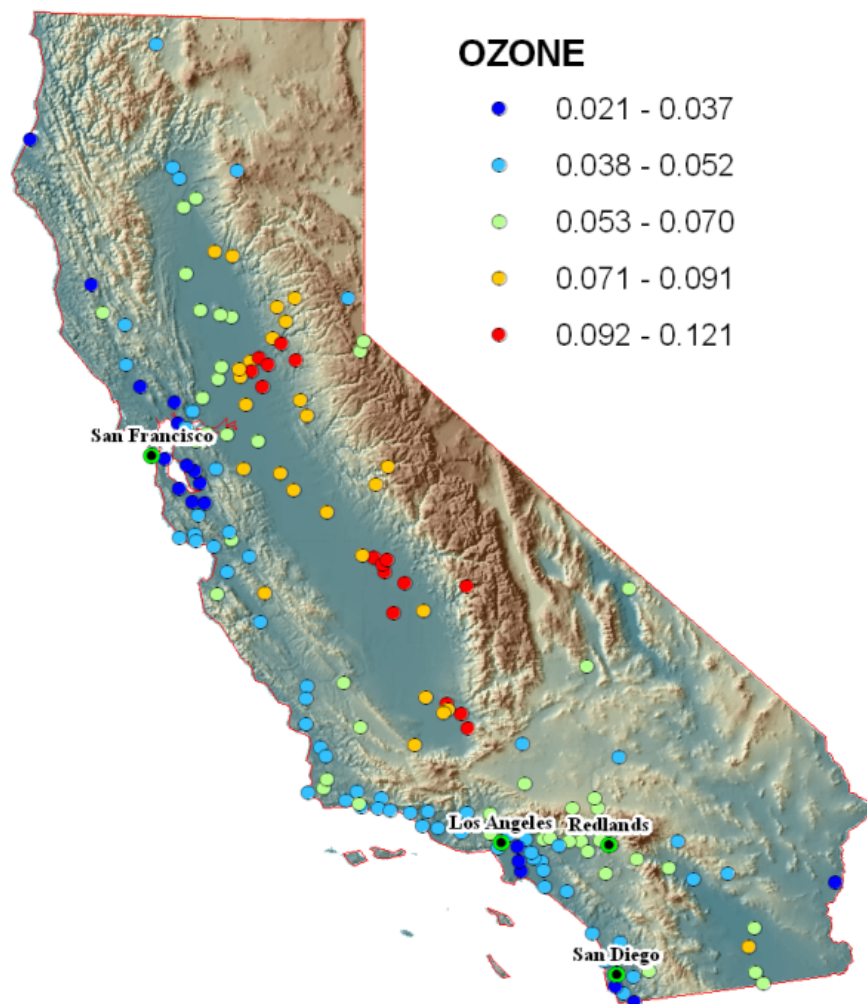 OZONE
0.021 - 0.037
0.038 - 0.052
0.053 - 0.070
0.071 - 0.091
0.092 - 0.121
San Francisco
Los Angeles
Redlands
San Diego